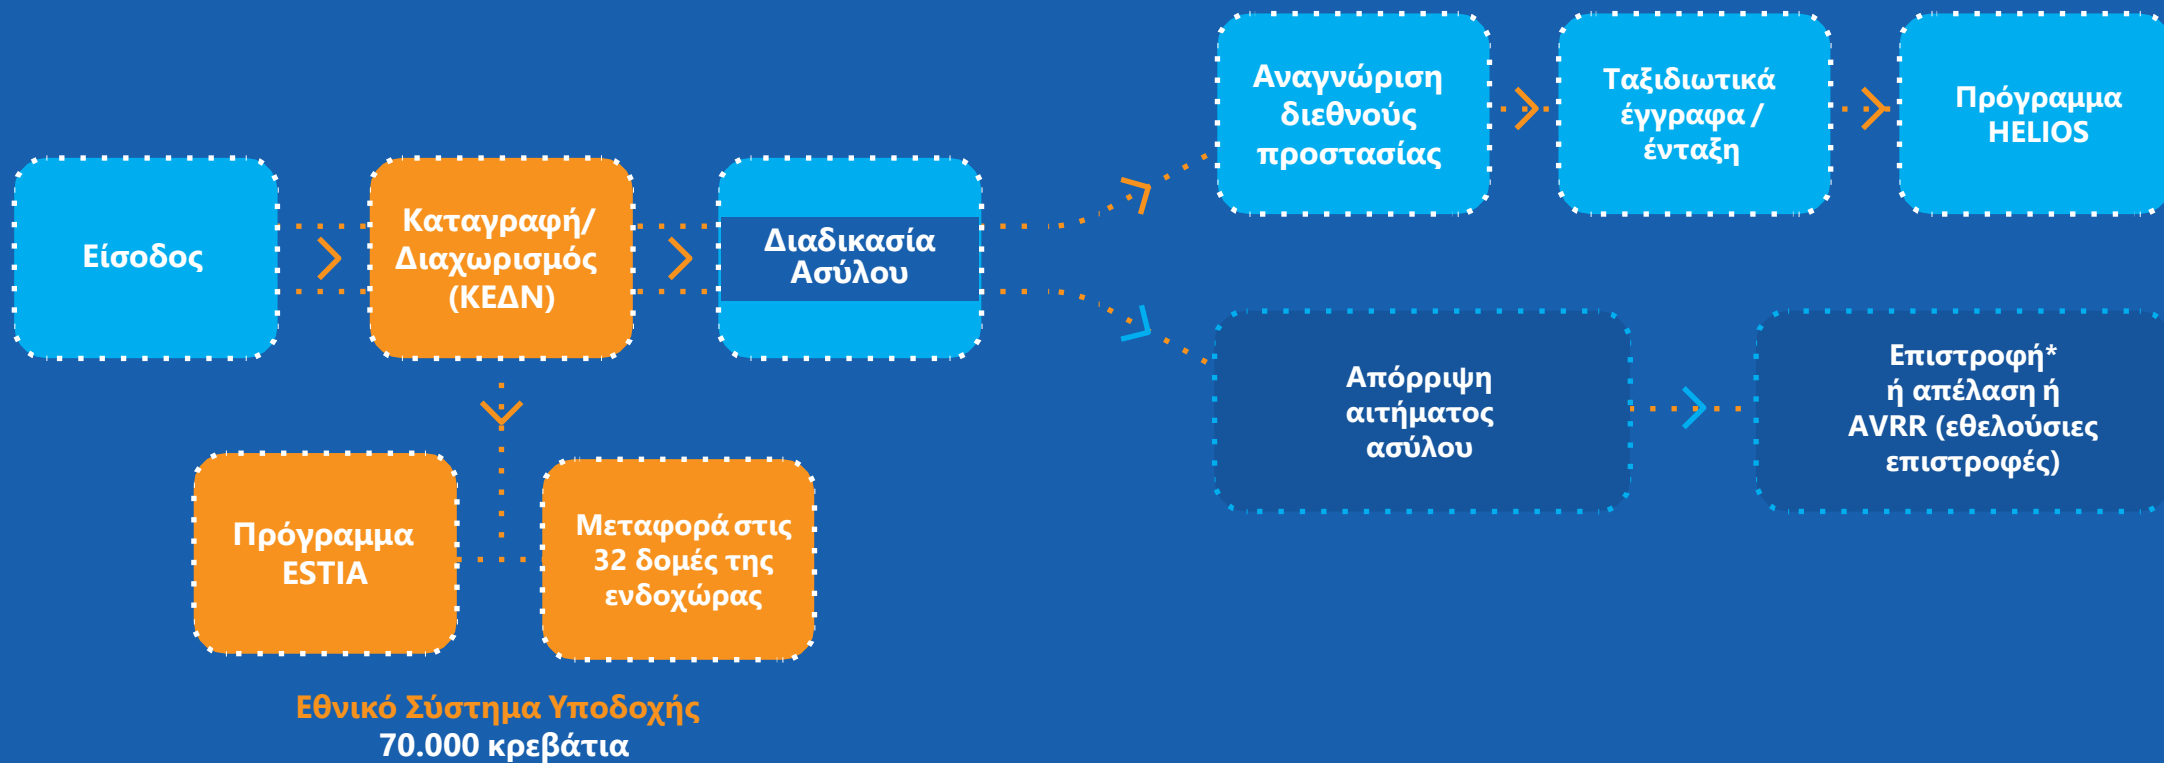 Είσοδος
Καταγραφή/
Διαχωρισμός
(ΚΕΔΝ)
Διαδικασία
Ασύλου
Αναγνώριση
διεθνούς
προστασίας
Ταξιδιωτικά
έγγραφα /
ένταξη
Πρόγραμμα
HELIOS
Απόρριψη
αιτήματος
ασύλου
Επιστροφή*
ή απέλαση ή
AVRR (εθελούσιες
επιστροφές)
Πρόγραμμα
ESTIA
Μεταφορά στις
32 δομές της
ενδοχώρας
Εθνικό Σύστημα Υποδοχής
70.000 κρεβάτια